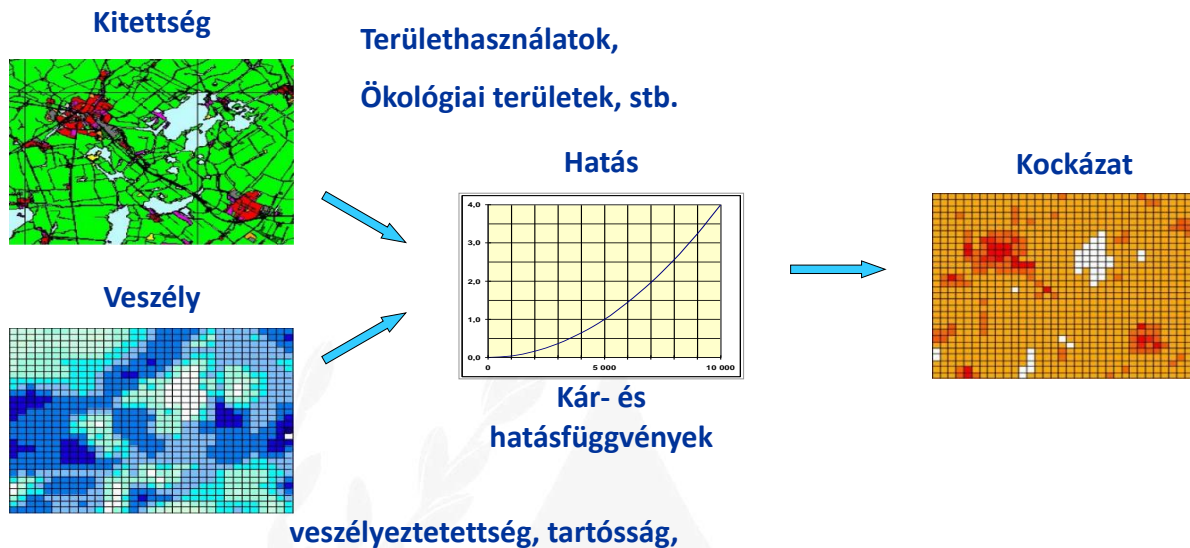 Kitettség
Területhasználatok,
Ökológiai területek, stb.
Hatás
Kockázat
4,0
3,0
2,0
1,0
0,0
0
5 000
10 000
Veszély
Kár- és
hatásfüggvények
veszélyeztetettség, tartósság,